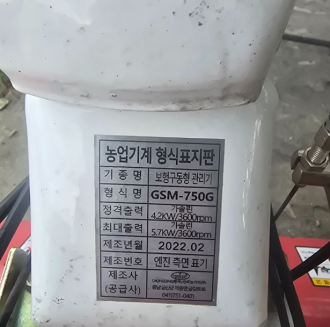 농업기계 형식표지판
기 종 명 보행구동형 관리기
형 식 명 GSM-750G
정격출력 가솔린 4.2KW/3600rpm
최대출력 가솔린 5.7KW/3600rpm
제조년월 2022.02
제조번호 엔진 측면 표기
제조사
(공급사)